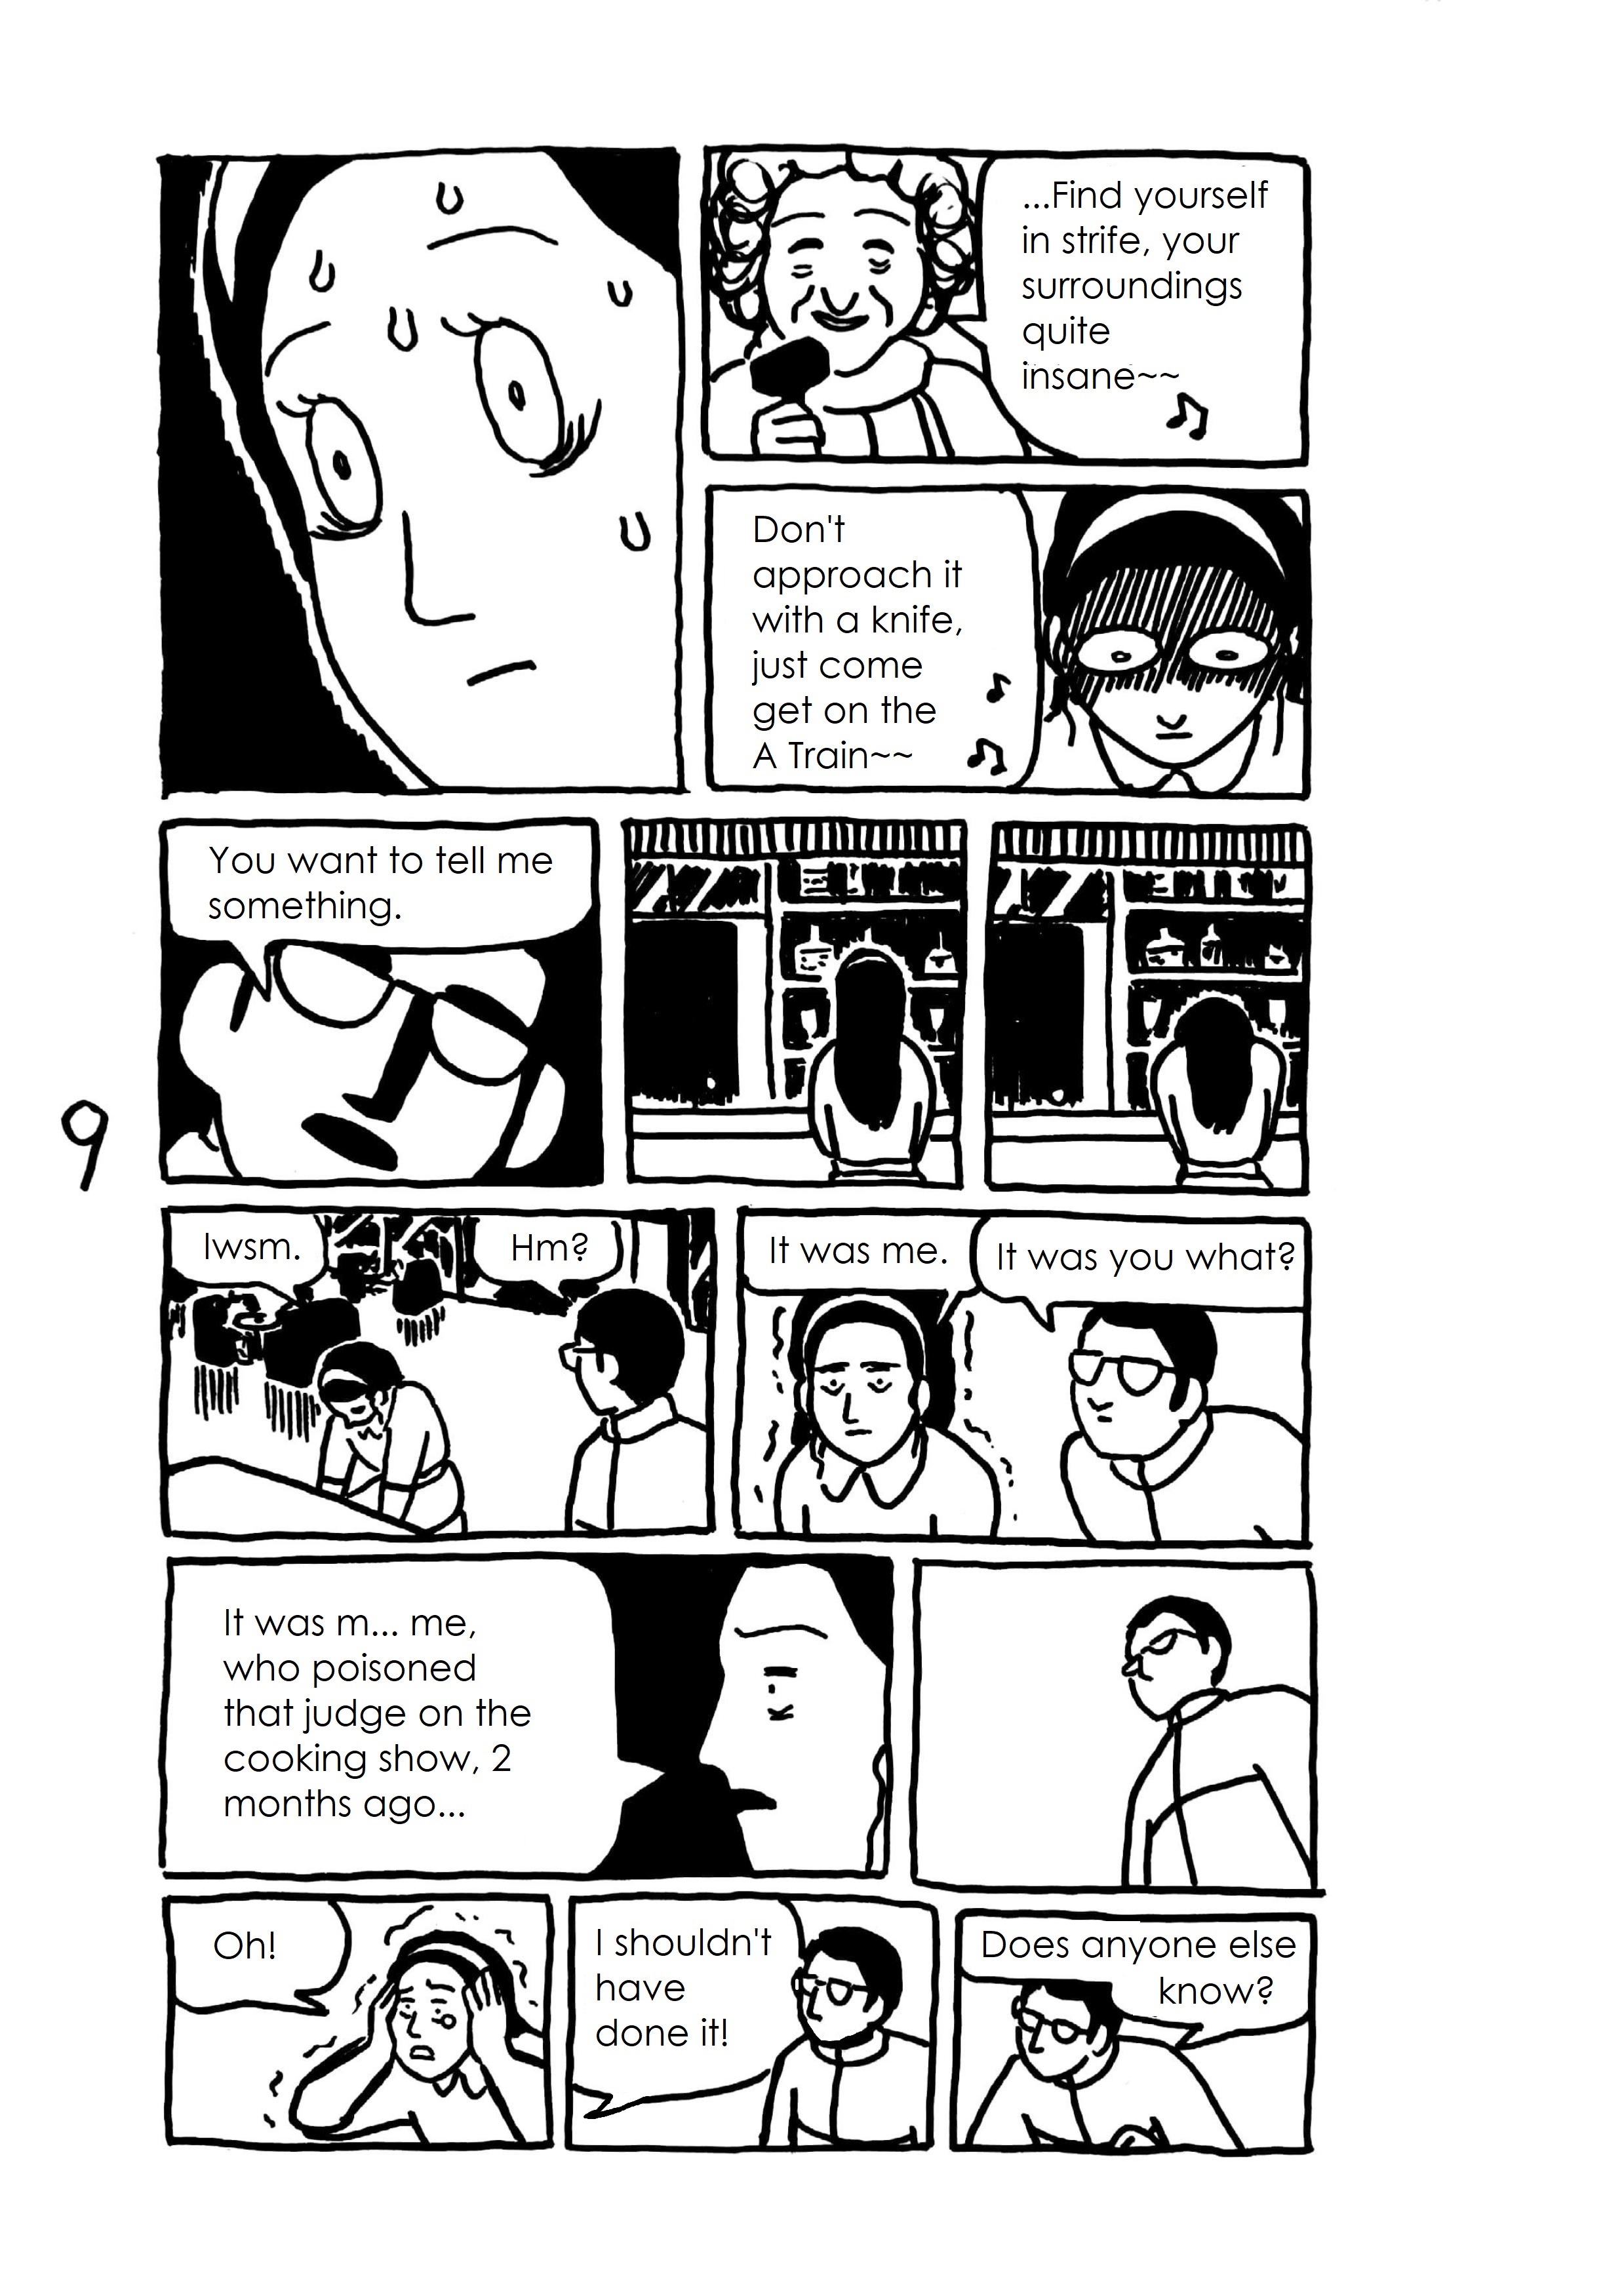 ...Find yourself
in strife, your
surroundings
quite
insane~~
Don't
approach it
with a knife,
just come
get on the
A Train~~
You want to tell me
something.
9
Iwsm.
Hm?
It was me.
It was you what?
It was m... me,
who poisoned
that judge on the
cooking show, 2
months ago...
Oh!
I shouldn't
have
done it!
Does anyone else
know?